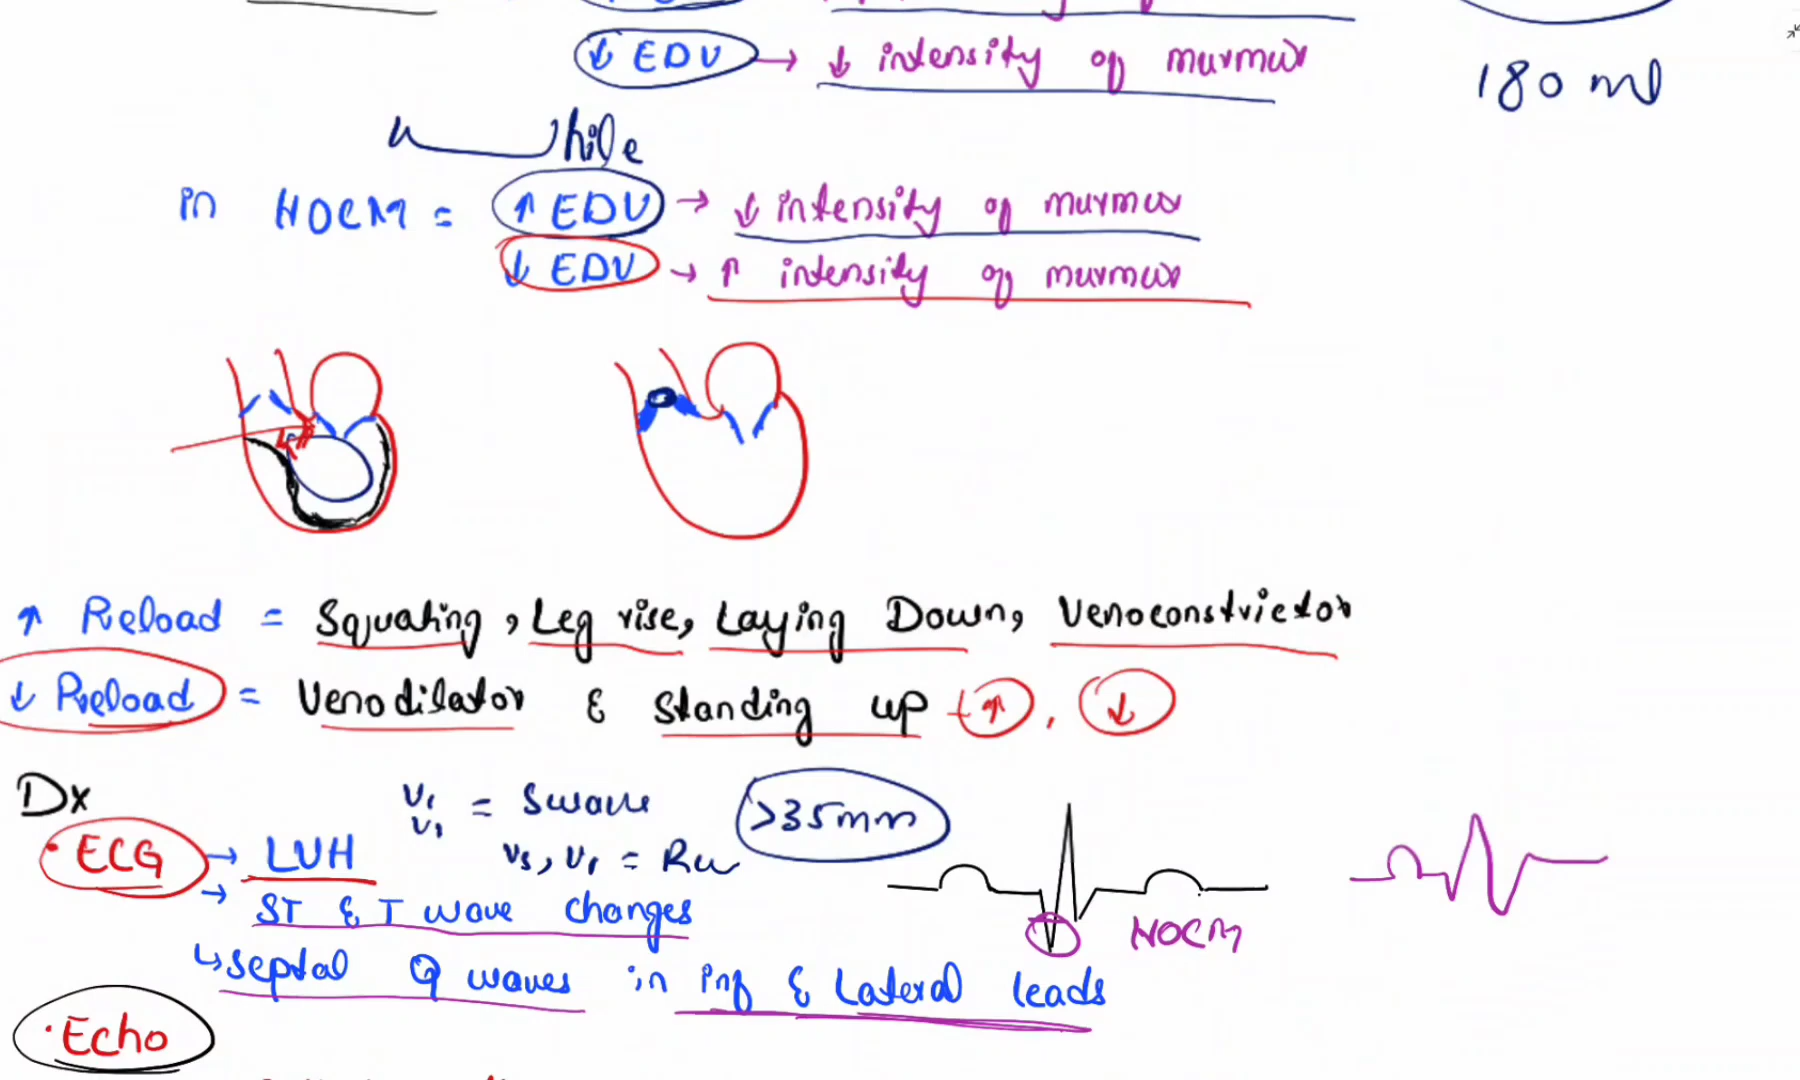 ↓ EDV → ↓ intensity of murmur
180 ml
while
in HOCM = ↑ EDV → ↓ intensity of murmur
↓ EDV → ↑ intensity of murmur
↑ Preload = Squating, Leg rise, Laying Down, Venoconstrictor
↓ Preload = Venodilator & standing up ↑, ↓
Dx
V1 = S wave >35mm
• ECG → LVH
V5, V6 = Rw
→ ST & T wave changes
HOCM
↳ septal Q waves in inf & Lateral leads
• Echo